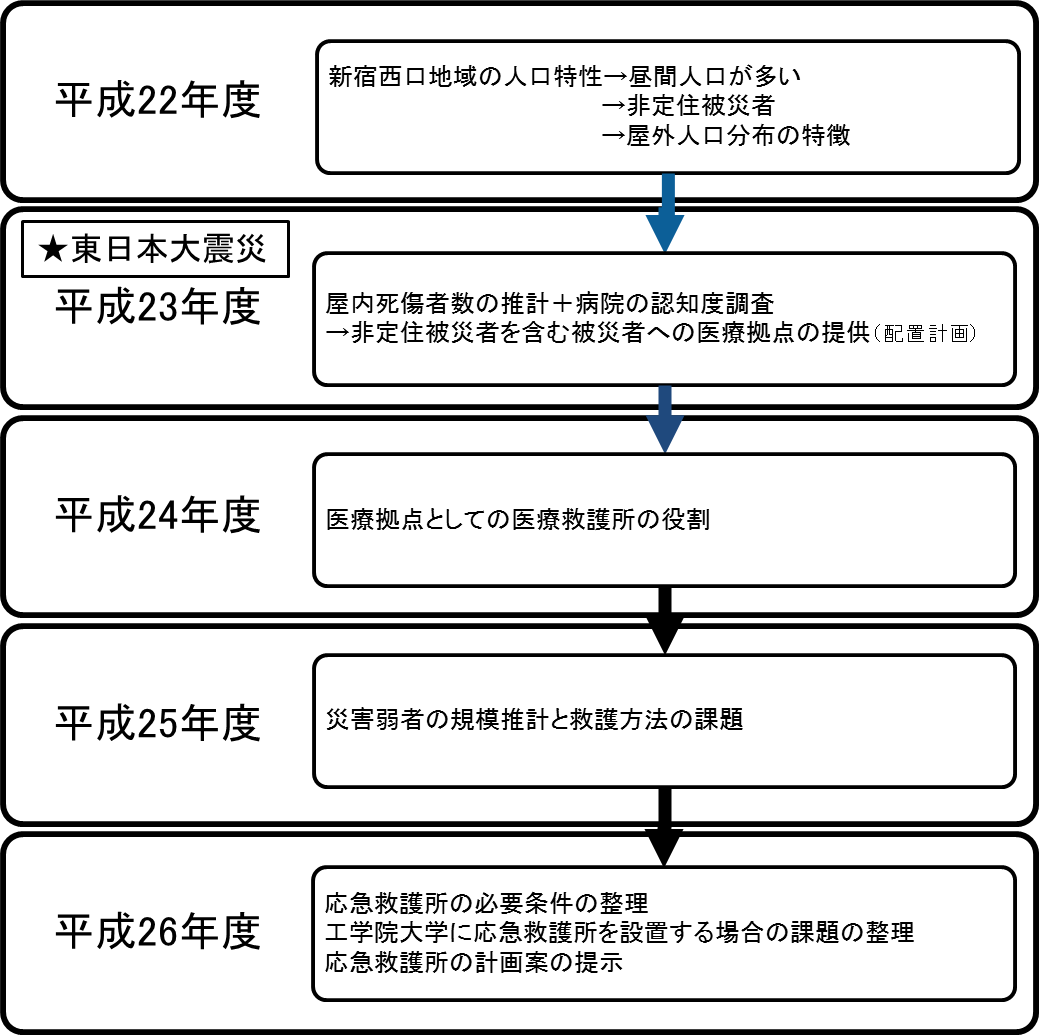 平成22年度
新宿西口地域の人口特性→昼間人口が多い
→非定住被災者
→屋外人口分布の特徴
★東日本大震災
平成23年度
屋内死傷者数の推計＋病院の認知度調査
→非定住被災者を含む被災者への医療拠点の提供（配置計画）
平成24年度
医療拠点としての医療救護所の役割
平成25年度
災害弱者の規模推計と救護方法の課題
平成26年度
応急救護所の必要条件の整理
工学院大学に応急救護所を設置する場合の課題の整理
応急救護所の計画案の提示